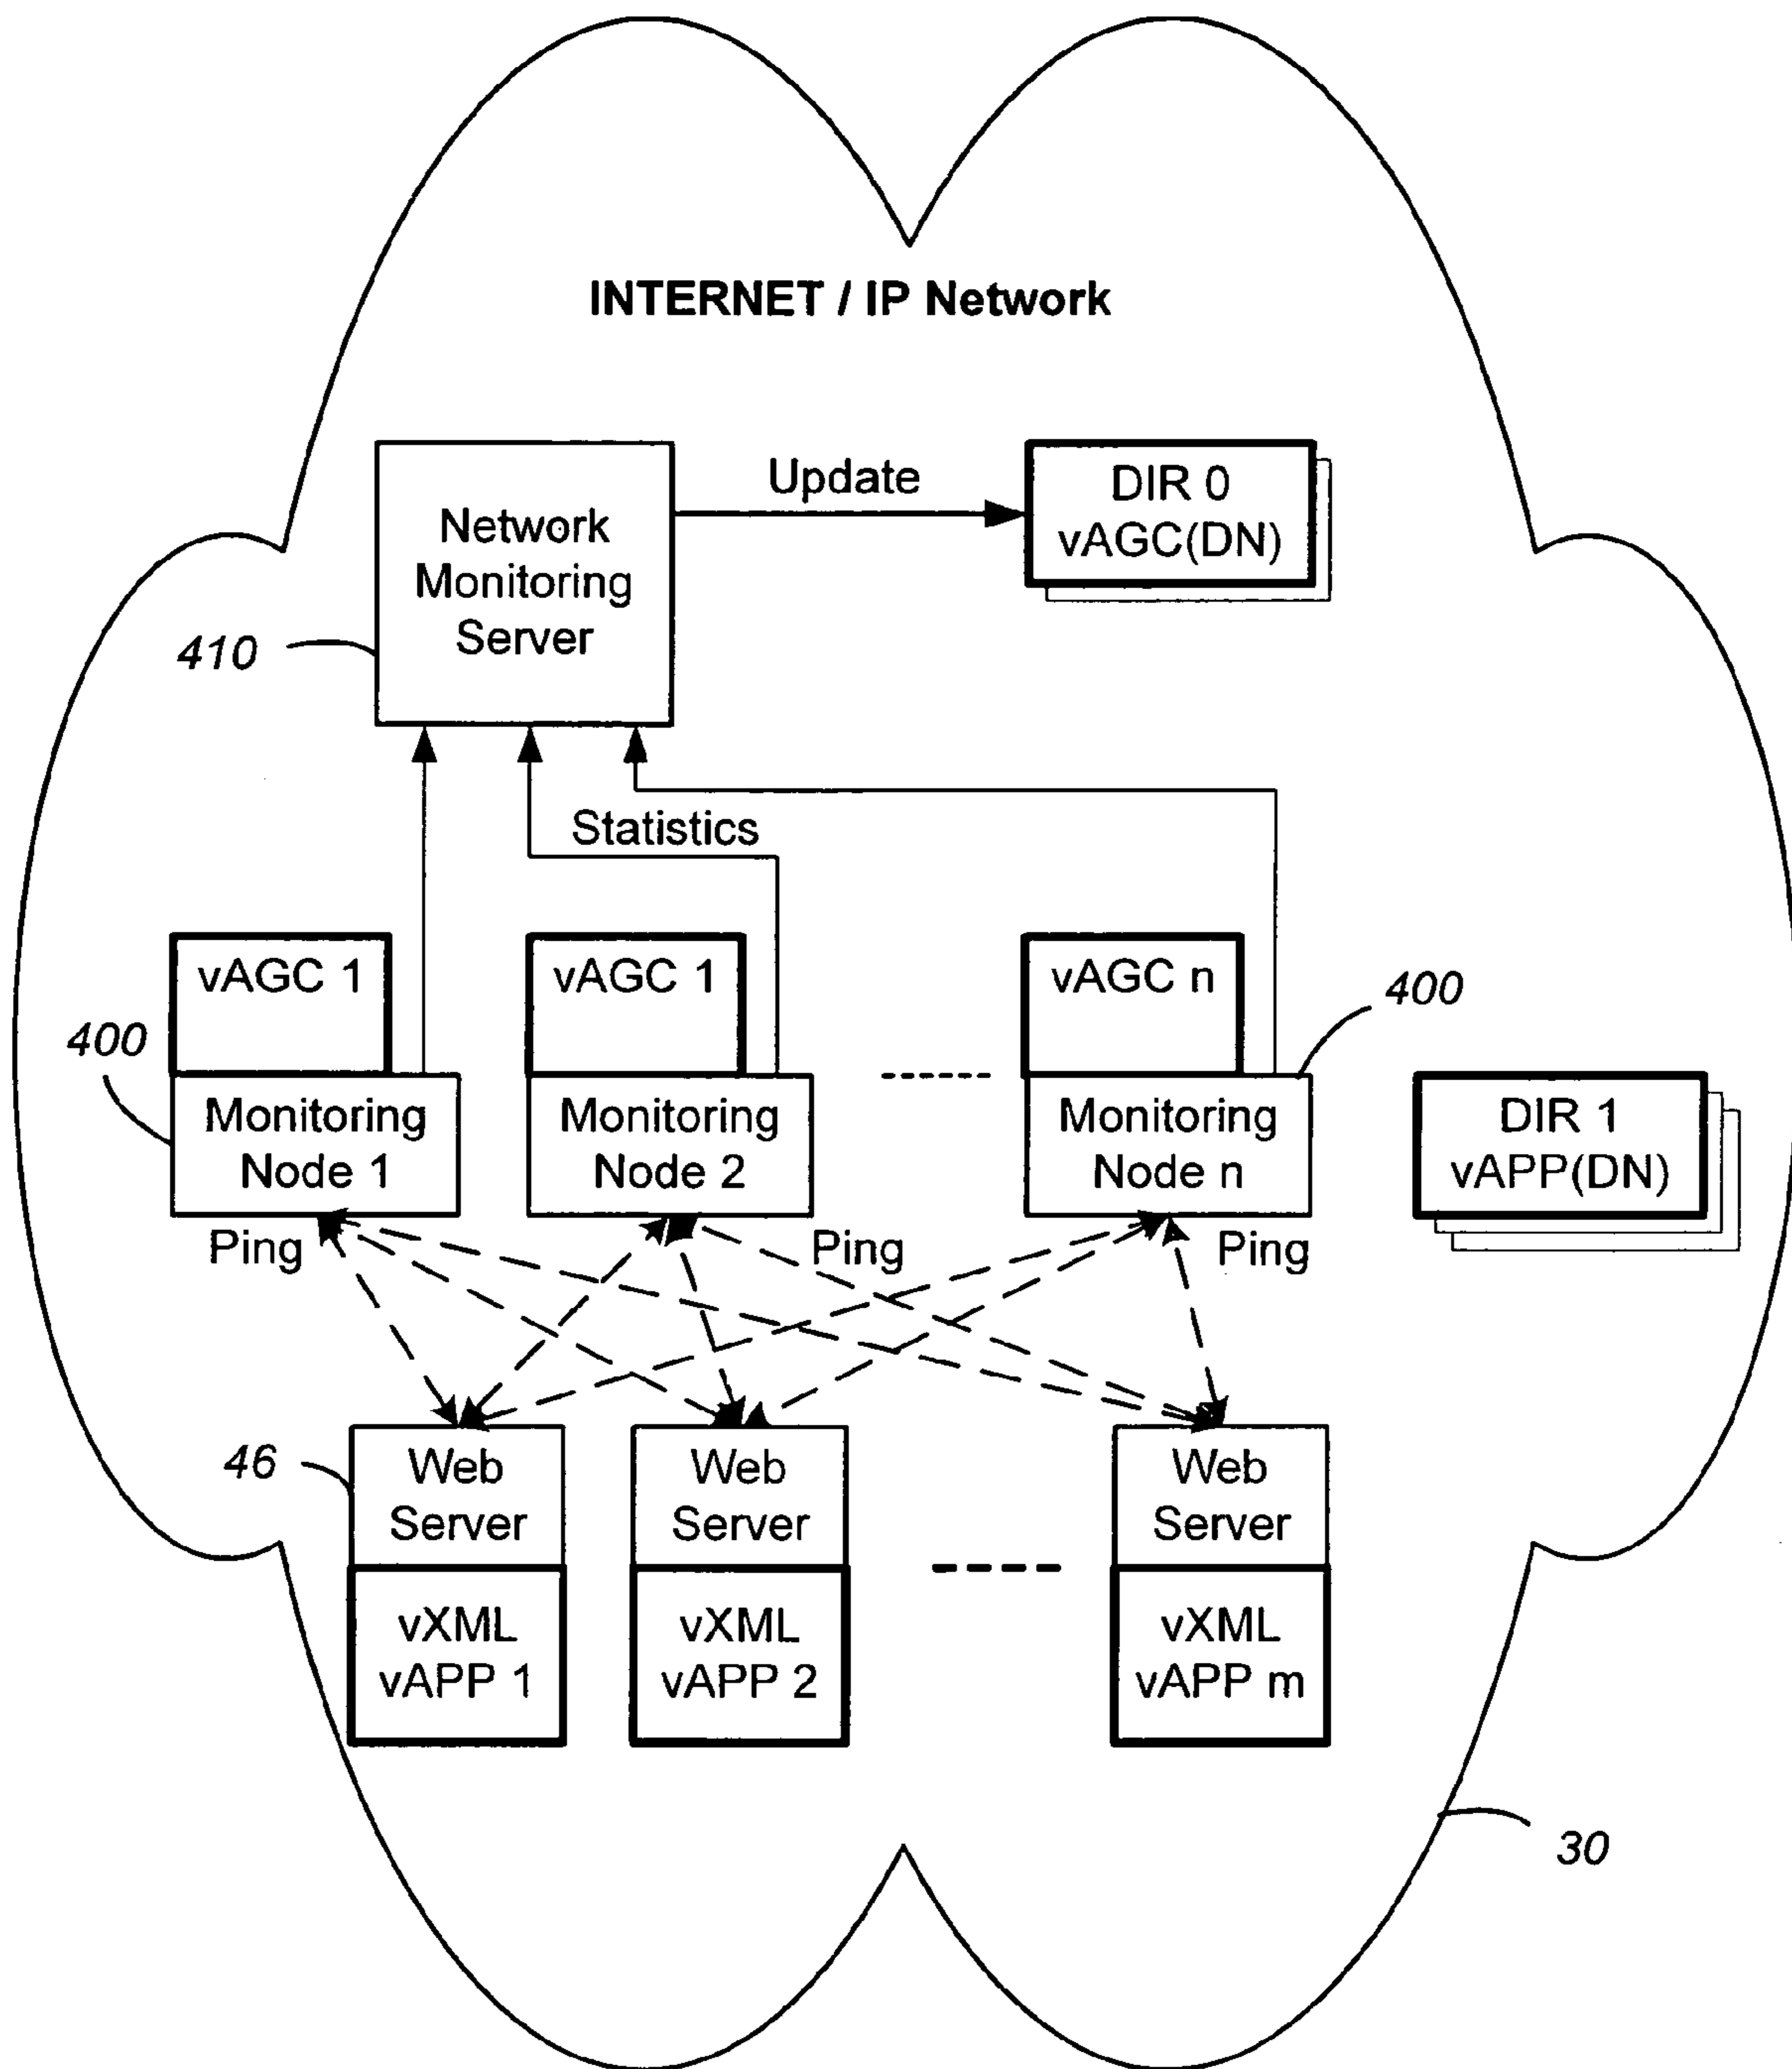 INTERNET / IP Network
Network
Monitoring
Server
Update
DIR 0
vAGC(DN)
410
Statistics
vAGC 1
vAGC 1
vAGC n
400
400
Monitoring
Node 1
Monitoring
Node 2
Monitoring
Node n
DIR 1
vAPP(DN)
Ping
Ping
Ping
46
Web
Server
Web
Server
Web
Server
vXML
vAPP 1
vXML
vAPP 2
vXML
vAPP m
30